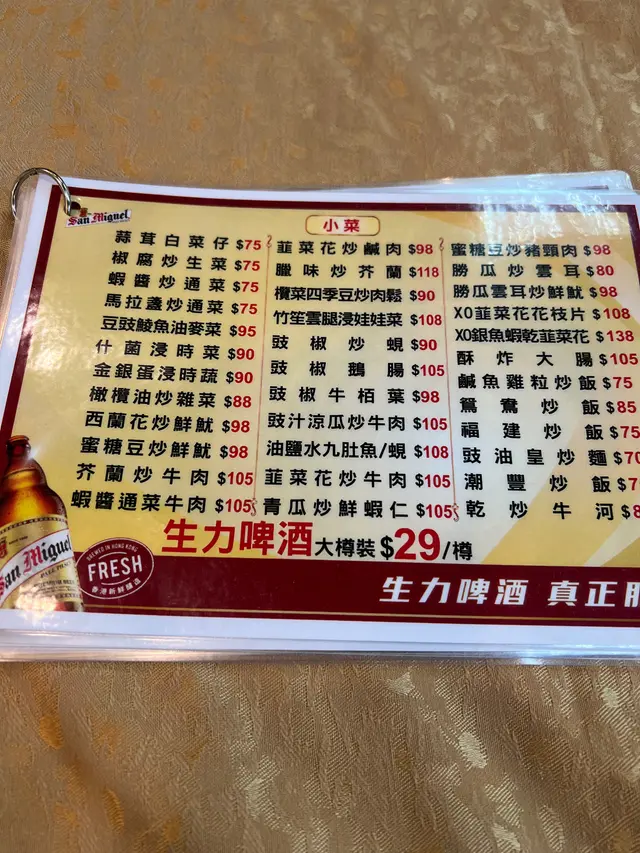 San Miguel
小菜
蒜茸白菜仔 $75
椒腐炒生菜 $75
蝦醬炒通菜 $75
馬拉盞炒通菜 $75
豆豉鯪魚油麥菜 $95
什菌浸時菜 $90
金銀蛋浸時蔬 $90
橄欖油炒雜菜 $88
西蘭花炒鮮魷 $98
蜜糖豆炒鮮魷 $98
芥蘭炒牛肉 $105
蝦醬通菜牛肉 $105
韮菜花炒鹹肉 $98
臘味炒芥蘭 $118
欖菜四季豆炒肉鬆 $90
竹笙雲腿浸娃娃菜 $108
豉椒炒蜆 $90
豉椒鵝腸 $105
豉椒牛栢葉 $98
豉汁涼瓜炒牛肉 $105
油鹽水九肚魚/蜆 $108
韮菜花炒牛肉 $105
青瓜炒鮮蝦仁 $105
蜜糖豆炒豬頸肉 $98
勝瓜炒雲耳 $80
勝瓜雲耳炒鮮魷 $98
XO韮菜花花枝片 $108
XO銀魚蝦乾韮菜花 $138
酥炸大腸 $105
鹹魚雞粒炒飯 $75
鴛鴦炒飯 $85
福建炒飯 $75
豉油皇炒麵 $70
潮豐炒飯
乾炒牛河
生力啤酒大樽裝 $29/樽
San Miguel
BREWED IN HONG KONG
FRESH
香港新鮮釀造
生力啤酒 真正